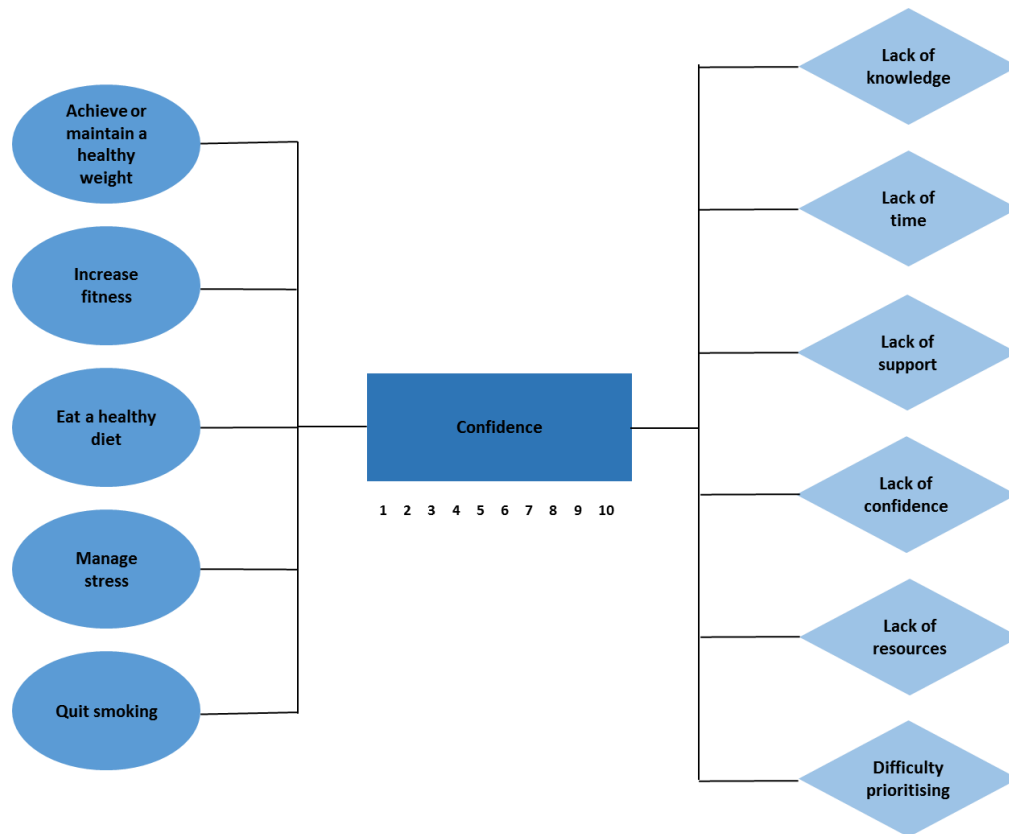 Achieve or
maintain a
healthy
weight
Increase
fitness
Eat a healthy
diet
Manage
stress
Quit smoking
Confidence
1 2 3 4 5 6 7 8 9 10
Lack of
knowledge
Lack of
time
Lack of
support
Lack of
confidence
Lack of
resources
Difficulty
prioritising